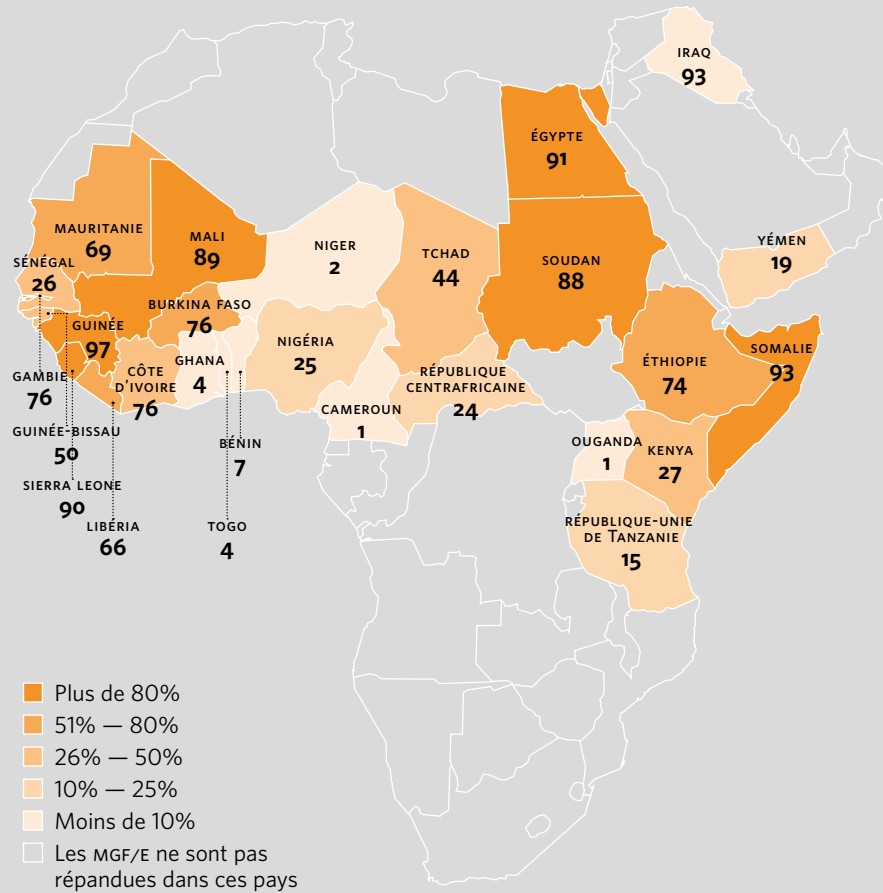 IRAQ
93
ÉGYPTE
91
MAURITANIE
69
MALI
89
NIGER
2
TCHAD
44
SOUDAN
88
YÉMEN
19
SÉNÉGAL
26
BURKINA FASO
76
GUINÉE
97
NIGÉRIA
25
CÔTE
D'IVOIRE
76
GHANA
4
RÉPUBLIQUE
CENTRAFRICAINE
24
ÉTHIOPIE
74
SOMALIE
93
GAMBIE
76
CAMEROUN
1
GUINÉE-BISSAU
50
BÉNIN
7
OUGANDA
1
KENYA
27
SIERRA LEONE
90
LIBÉRIA
66
TOGO
4
RÉPUBLIQUE-UNIE
DE TANZANIE
15
Plus de 80%
51% — 80%
26% — 50%
10% — 25%
Moins de 10%
Les MGF/E ne sont pas
répandues dans ces pays